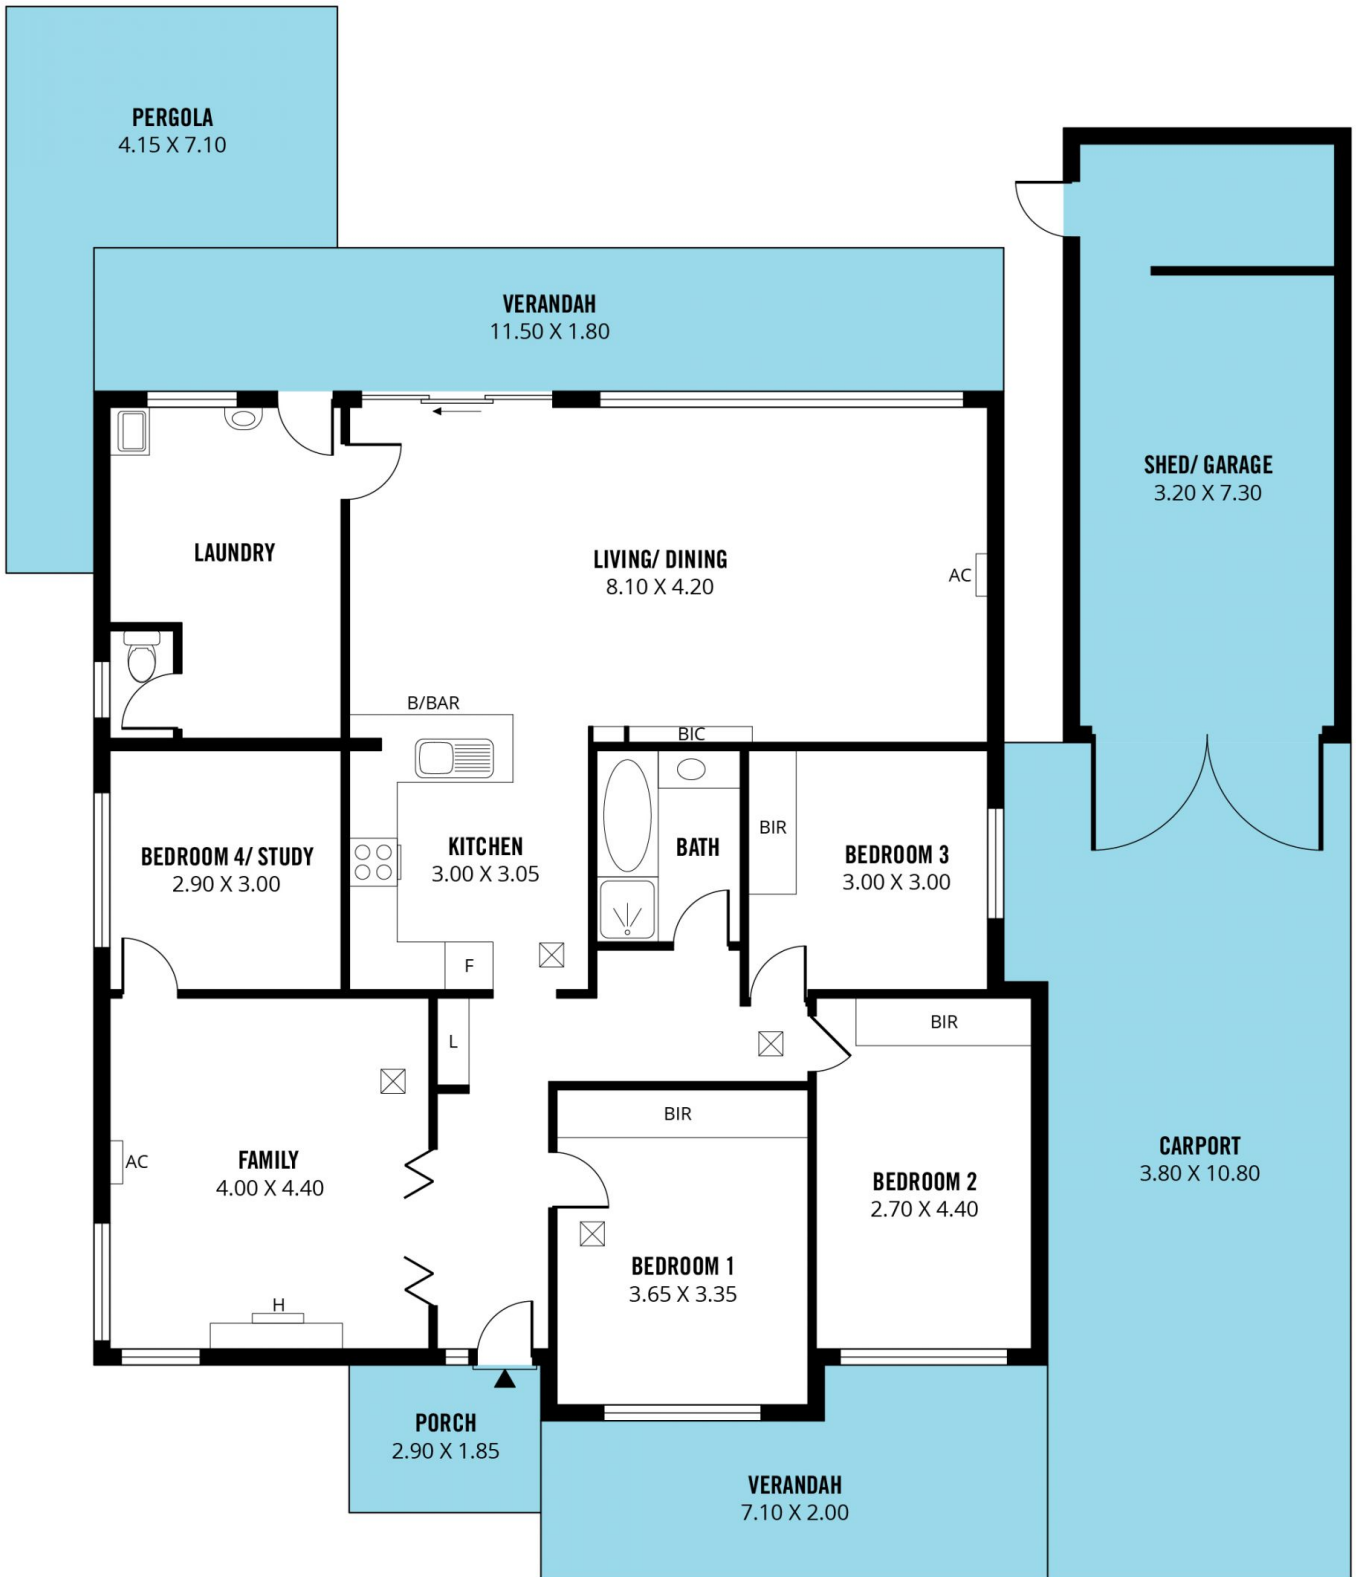 PERGOLA
4.15 X 7.10
VERANDAH
11.50 X 1.80
SHED/ GARAGE
3.20 X 7.30
LAUNDRY
LIVING/ DINING
8.10 X 4.20
AC
B/BAR
BIC
BEDROOM 4/ STUDY
2.90 X 3.00
KITCHEN
3.00 X 3.05
BATH
BIR
BEDROOM 3
3.00 X 3.00
F
L
BIR
BIR
AC
FAMILY
4.00 X 4.40
CARPORT
3.80 X 10.80
BEDROOM 2
2.70 X 4.40
BEDROOM 1
3.65 X 3.35
H
PORCH
2.90 X 1.85
VERANDAH
7.10 X 2.00